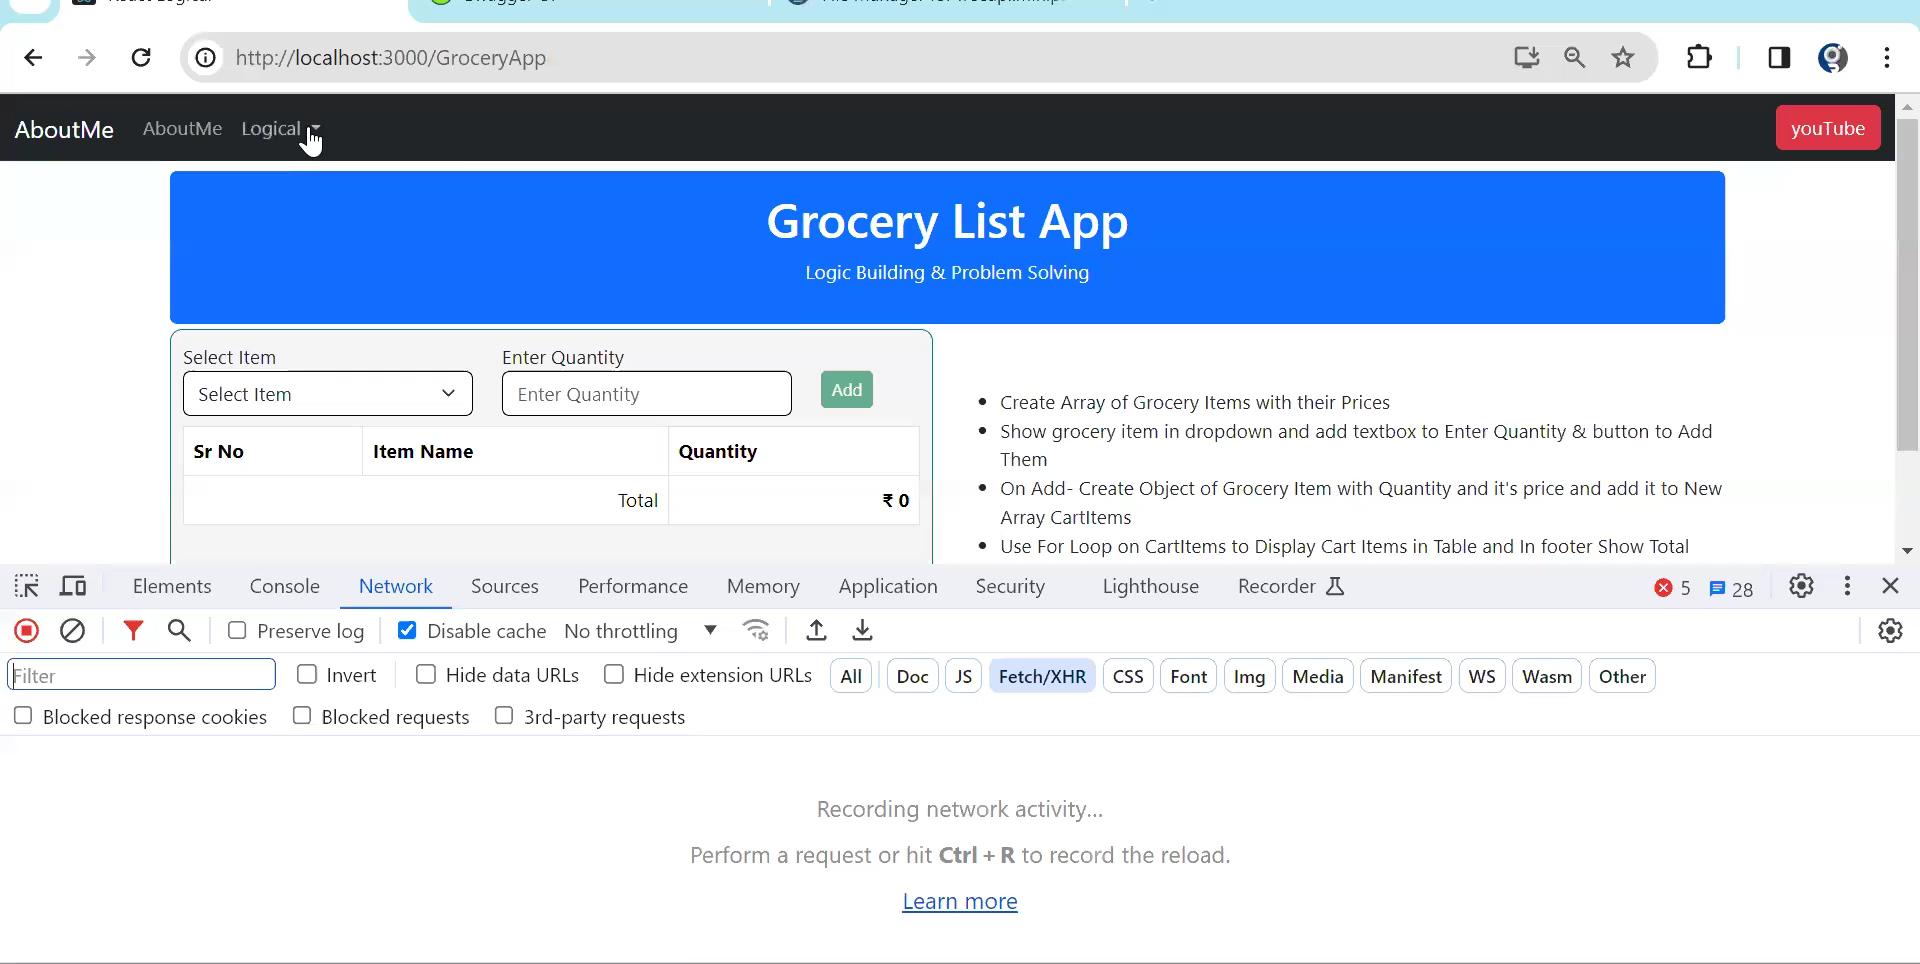 http://localhost:3000/GroceryApp
AboutMe AboutMe Logical youTube
Grocery List App
Logic Building & Problem Solving
Select Item Enter Quantity
Select Item Enter Quantity Add
Sr No Item Name Quantity
Total ₹ 0
Create Array of Grocery Items with their Prices
Show grocery item in dropdown and add textbox to Enter Quantity & button to Add
Them
On Add- Create Object of Grocery Item with Quantity and it's price and add it to New
Array CartItems
Use For Loop on CartItems to Display Cart Items in Table and In footer Show Total
Elements Console Network Sources Performance Memory Application Security Lighthouse Recorder 5 28
Preserve log Disable cache No throttling
Filter Invert Hide data URLs Hide extension URLs All Doc JS Fetch/XHR CSS Font Img Media Manifest WS Wasm Other
Blocked response cookies Blocked requests 3rd-party requests
Recording network activity...
Perform a request or hit Ctrl + R to record the reload.
Learn more